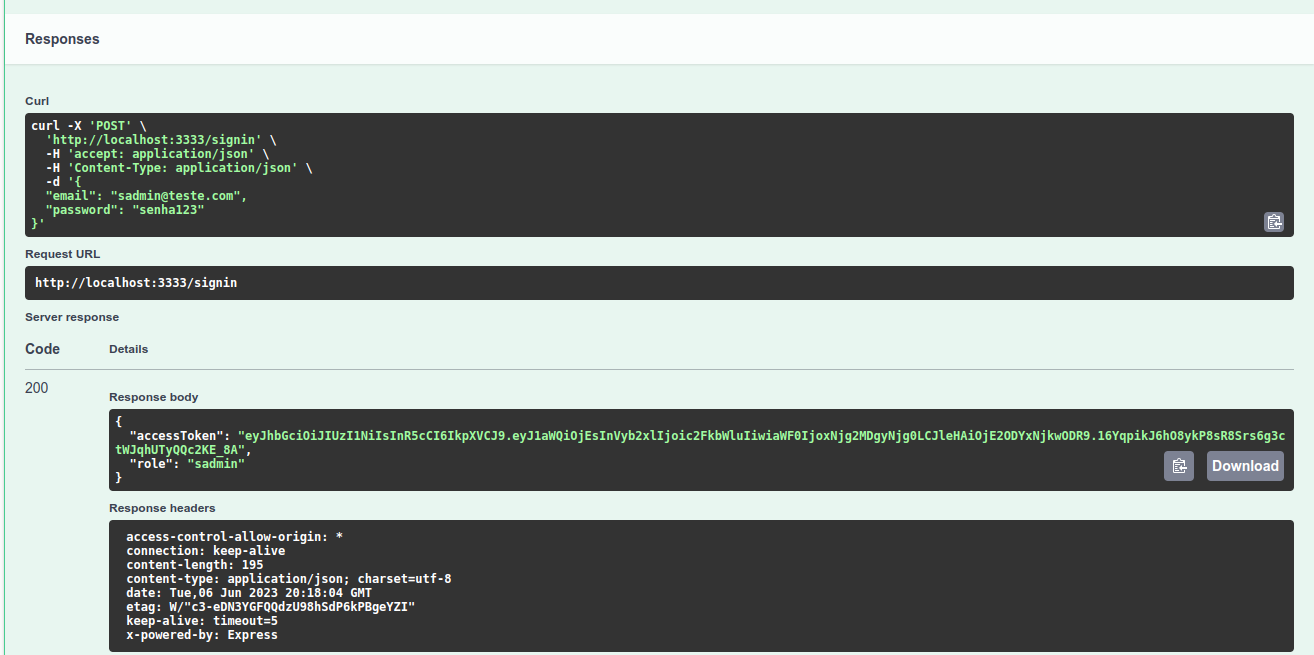 Responses
Curl
curl -X 'POST' \
'http://localhost:3333/signin' \
-H 'accept: application/json' \
-H 'Content-Type: application/json' \
-d '{
"email": "sadmin@teste.com",
"password": "senha123"
}'
Request URL
http://localhost:3333/signin
Server response
Code Details
200
Response body
{
"accessToken": "eyJhbGciOiJIUzI1NiIsInR5cCI6IkpXVCJ9.eyJ1aWQiOjEsInVyb2xlIjoic2FkbWluIiwiaWF0IjoxNjg2MDgyNjg0LCJleHAiOjE2ODYxNjkwODR9.16YqpikJ6hO8ykP8sR8Srs6g3c
tWJqhUTyQQc2KE_8A",
"role": "sadmin"
}
Download
Response headers
access-control-allow-origin: *
connection: keep-alive
content-length: 195
content-type: application/json; charset=utf-8
date: Tue,06 Jun 2023 20:18:04 GMT
etag: W/"c3-eDN3YGFQQdzU98hSdP6kPBgeYZI"
keep-alive: timeout=5
x-powered-by: Express